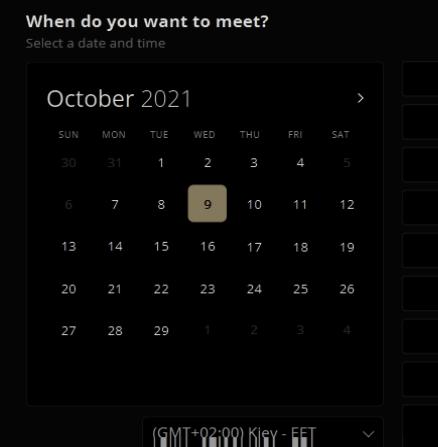 When do you want to meet?
Select a date and time
October 2021
SUN MON TUE WED THU FRI SAT
30 31 1 2 3 4 5
6 7 8 9 10 11 12
13 14 15 16 17 18 19
20 21 22 23 24 25 26
27 28 29 1 2 3 4
(GMT+02:00) Kiev - EET